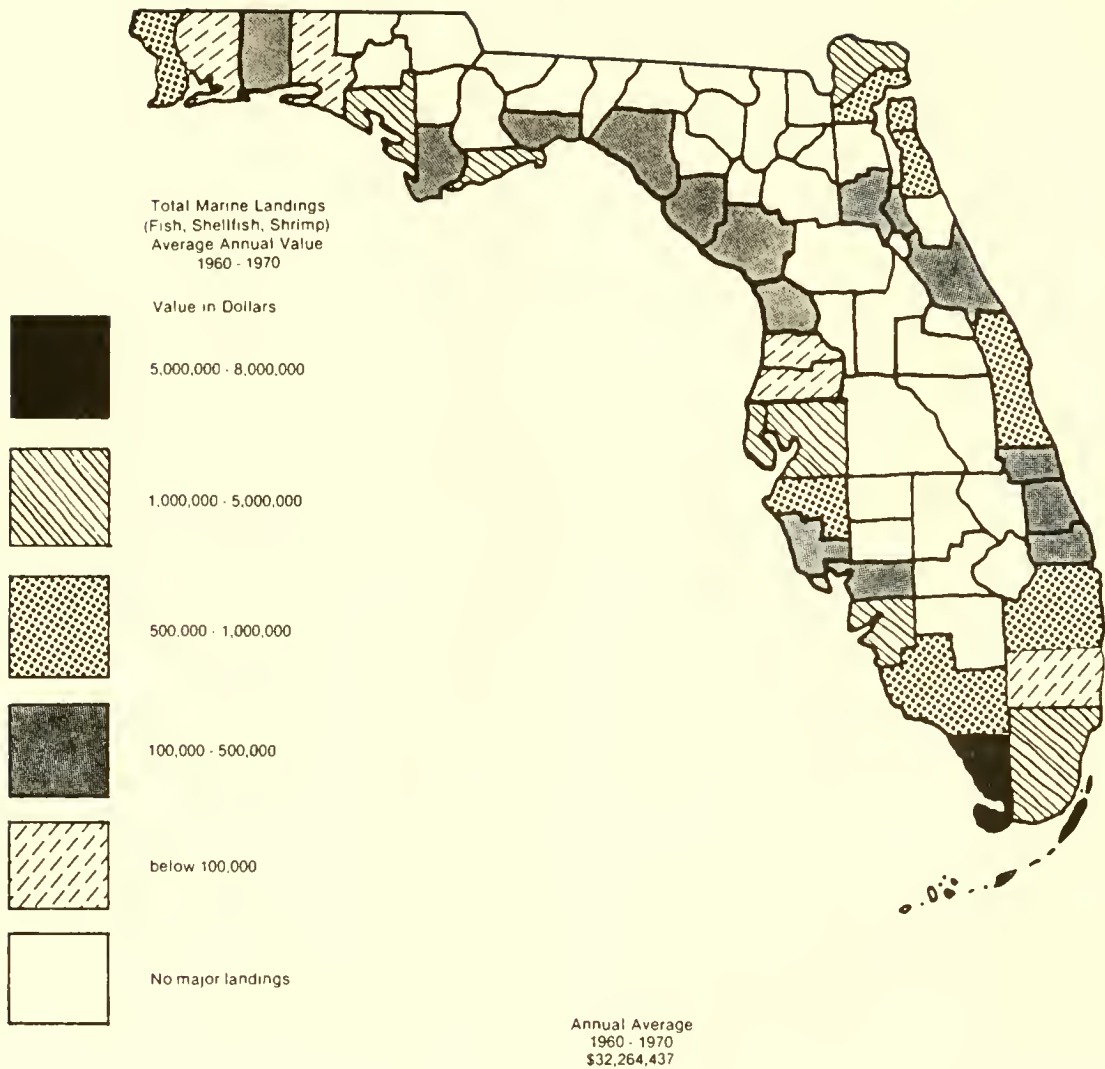 Total Marine Landings
(Fish, Shellfish, Shrimp)
Average Annual Value
1960 - 1970
Value in Dollars
5,000,000 - 8,000,000
1,000,000 - 5,000,000
500.000 - 1,000,000
100,000 - 500,000
below 100,000
No major landings
Annual Average
1960 - 1970
$32,264,437